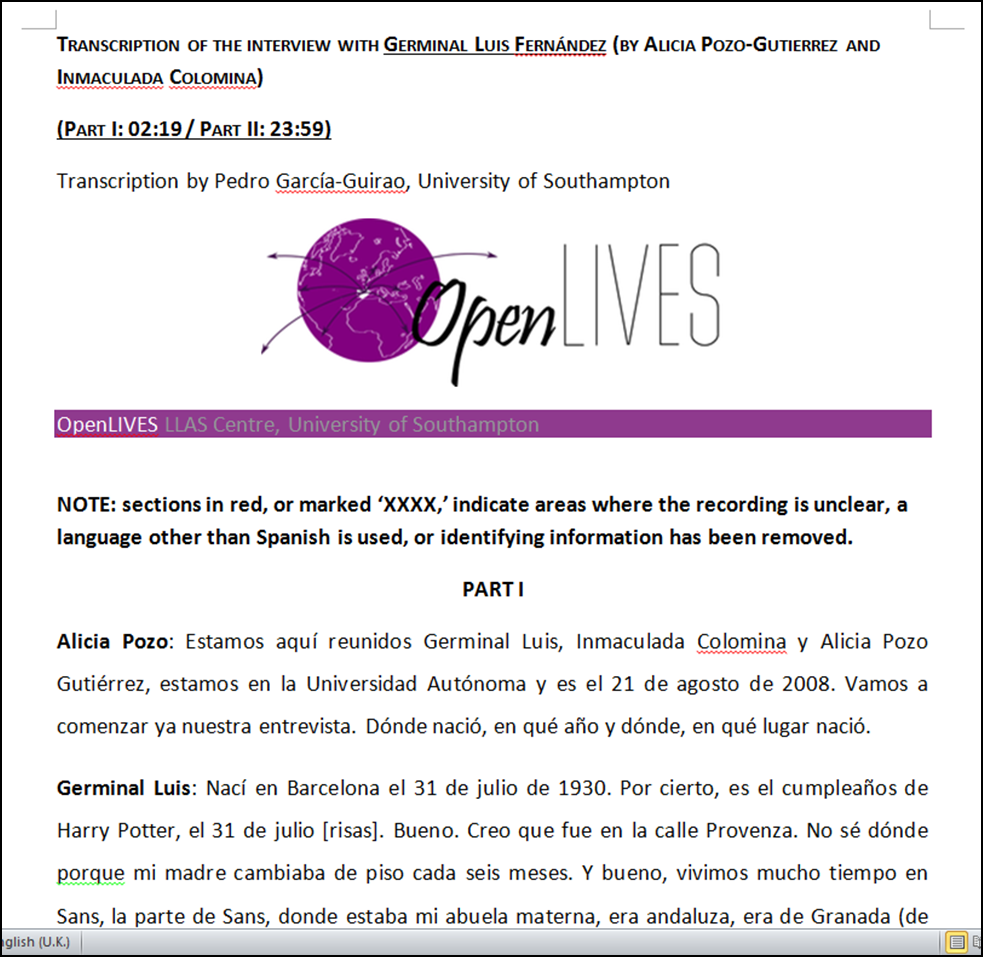 TRANSCRIPTION OF THE INTERVIEW WITH GERMINAL LUIS FERNÁNDEZ (BY ALICIA POZO-GUTIERREZ AND
INMACULADA COLOMINA)
(PART I: 02:19 / PART II: 23:59)
Transcription by Pedro García-Guirao, University of Southampton
OpenLIVES
OpenLIVES LLAS Centre, University of Southampton
NOTE: sections in red, or marked ‘XXXX,’ indicate areas where the recording is unclear, a
language other than Spanish is used, or identifying information has been removed.
PART I
Alicia Pozo: Estamos aquí reunidos Germinal Luis, Inmaculada Colomina y Alicia Pozo
Gutiérrez, estamos en la Universidad Autónoma y es el 21 de agosto de 2008. Vamos a
comenzar ya nuestra entrevista. Dónde nació, en qué año y dónde, en qué lugar nació.
Germinal Luis: Nací en Barcelona el 31 de julio de 1930. Por cierto, es el cumpleaños de
Harry Potter, el 31 de julio [risas]. Bueno. Creo que fue en la calle Provenza. No sé dónde
porque mi madre cambiaba de piso cada seis meses. Y bueno, vivimos mucho tiempo en
Sans, la parte de Sans, donde estaba mi abuela materna, era andaluza, era de Granada (de
nglish (U.K.)